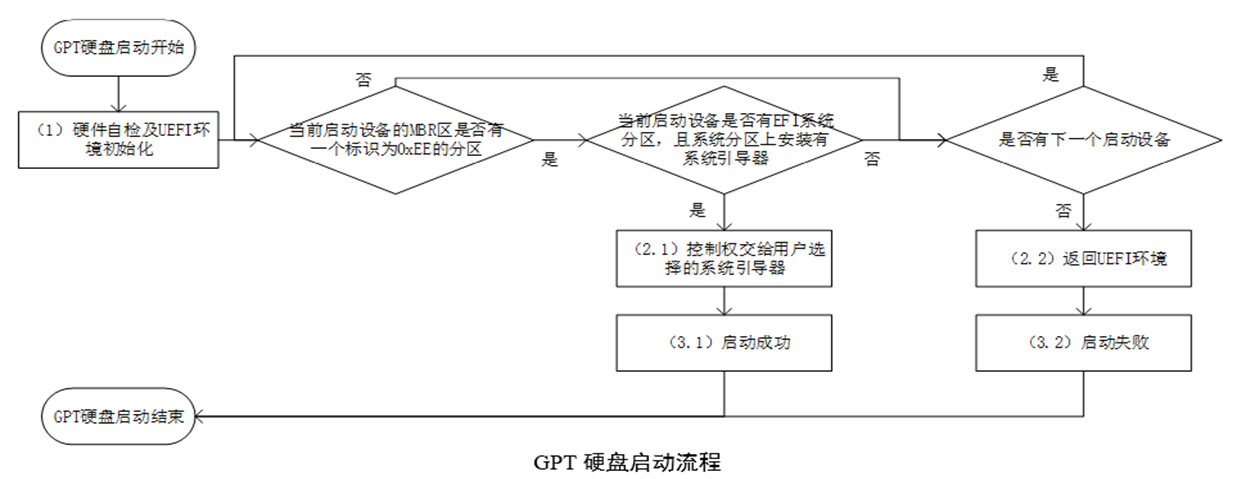 GPT硬盘启动开始
（1）硬件自检及UEFI环
境初始化
否
当前启动设备的MBR区是否有
一个标识为0xEE的分区
是
当前启动设备是否有EFI系统
分区，且系统分区上安装有
系统引导器
否
是
是否有下一个启动设备
是
否
（2.1）控制权交给用户选
择的系统引导器
（2.2）返回UEFI环境
（3.1）启动成功
（3.2）启动失败
GPT硬盘启动结束
GPT 硬盘启动流程